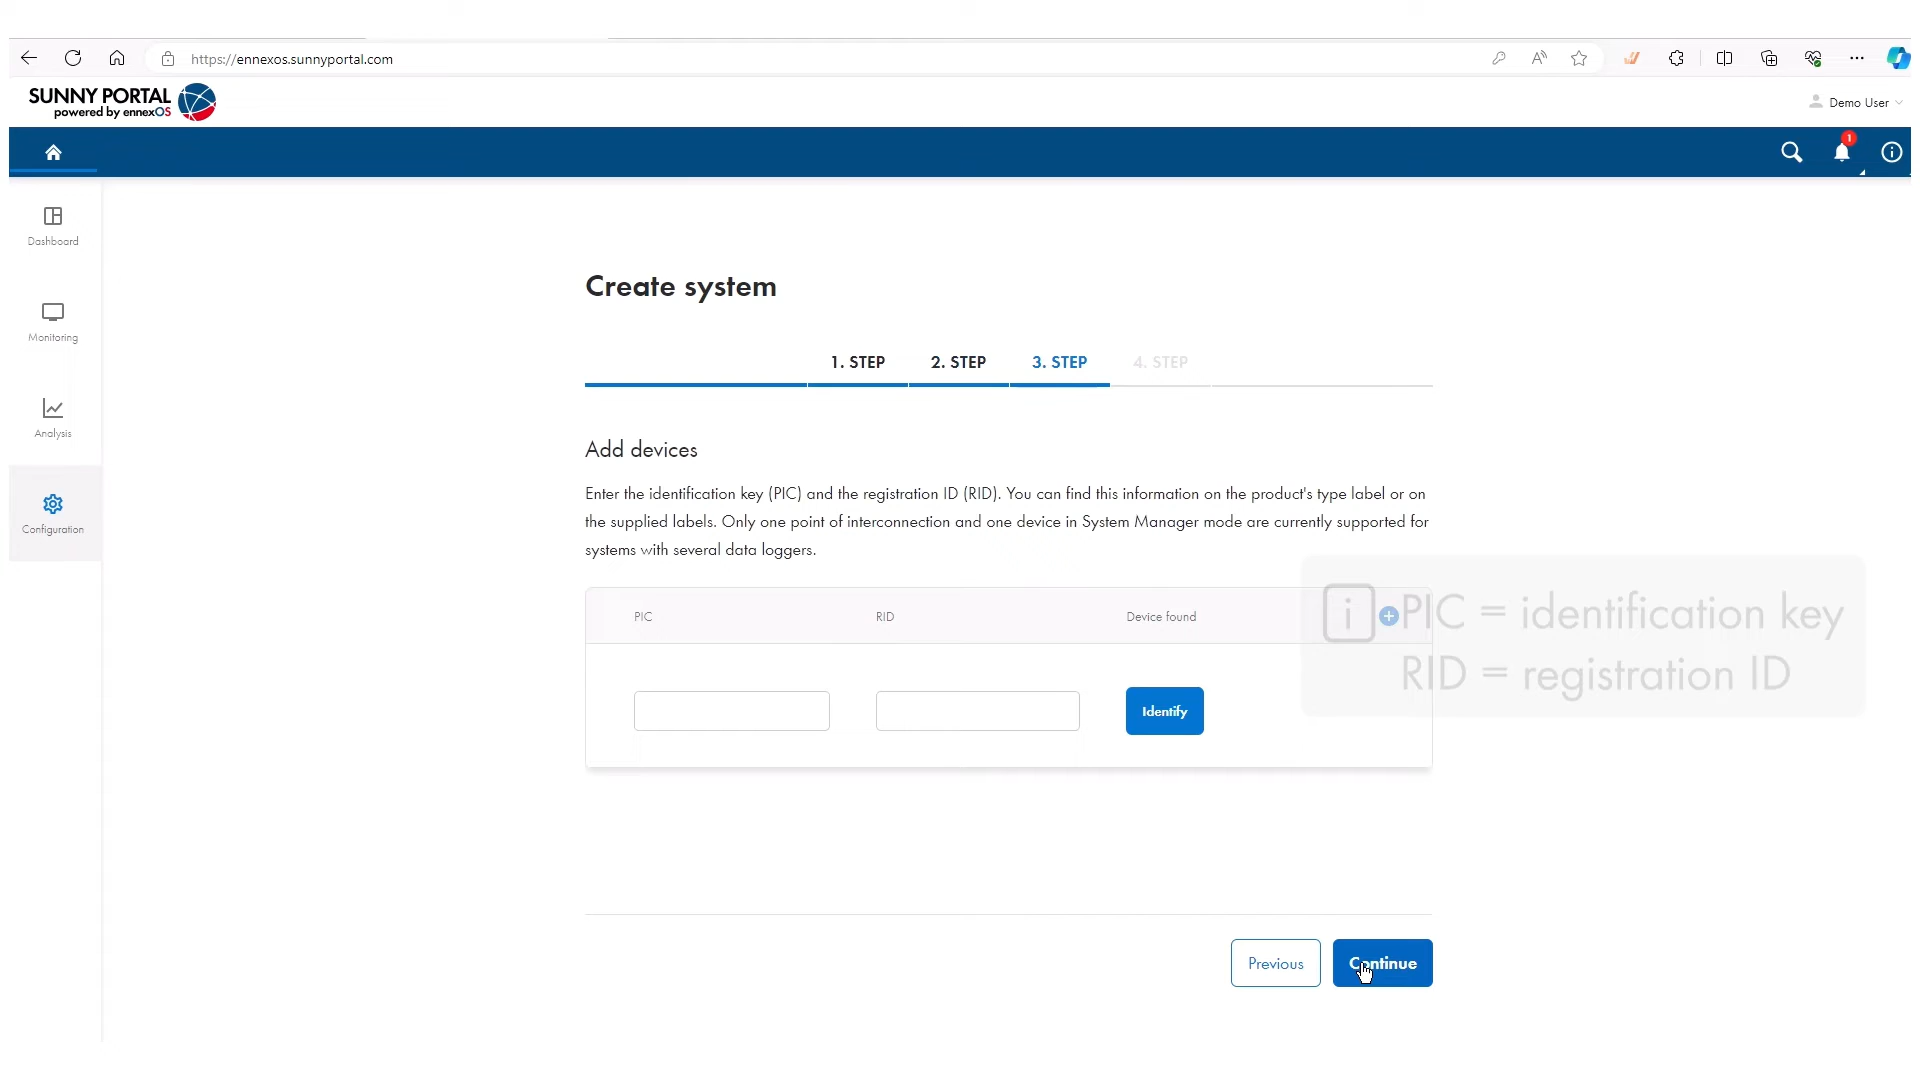 https://ennexos.sunnyportal.com
SUNNY PORTAL
powered by ennexOS
Demo User
1
Dashboard
Monitoring
Analysis
Configuration
Create system
1. STEP
2. STEP
3. STEP
4. STEP
Add devices
Enter the identification key (PIC) and the registration ID (RID). You can find this information on the product's type label or on
the supplied labels. Only one point of interconnection and one device in System Manager mode are currently supported for
systems with several data loggers.
PIC
RID
Device found
i PIC = identification key
RID = registration ID
Identify
Previous
Continue